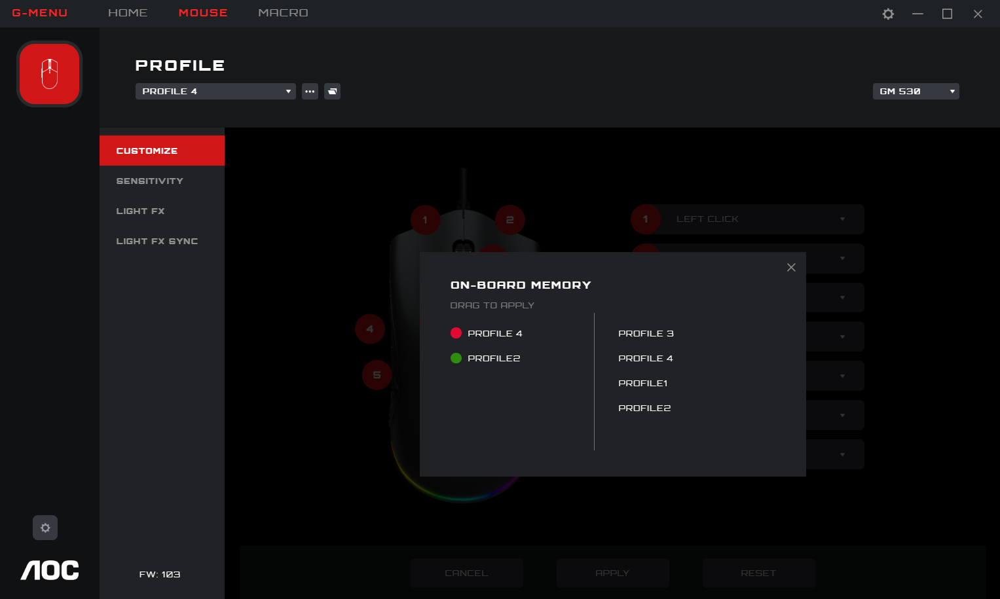 G-MENU HOME MOUSE MACRO
PROFILE
PROFILE 4
GM 530
CUSTOMIZE
SENSITIVITY
LIGHT FX
LIGHT FX SYNC
1
2
1 LEFT CLICK
4
5
ON-BOARD MEMORY
DRAG TO APPLY
PROFILE 4
PROFILE2
PROFILE 3
PROFILE 4
PROFILE1
PROFILE2
CANCEL APPLY RESET
AOC
FW: 103